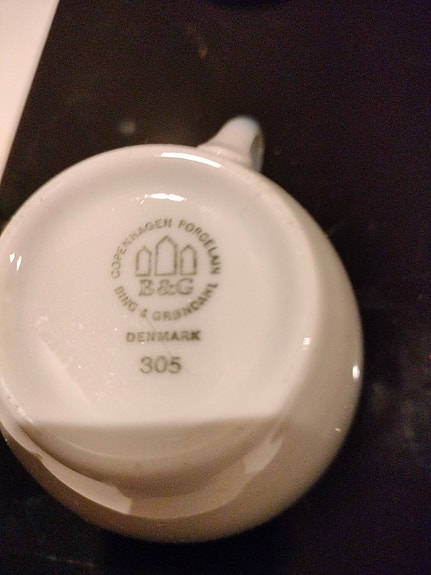 COPENHAGEN PORCELAIN
B&G
BING & GRØNDAHL
DENMARK
305